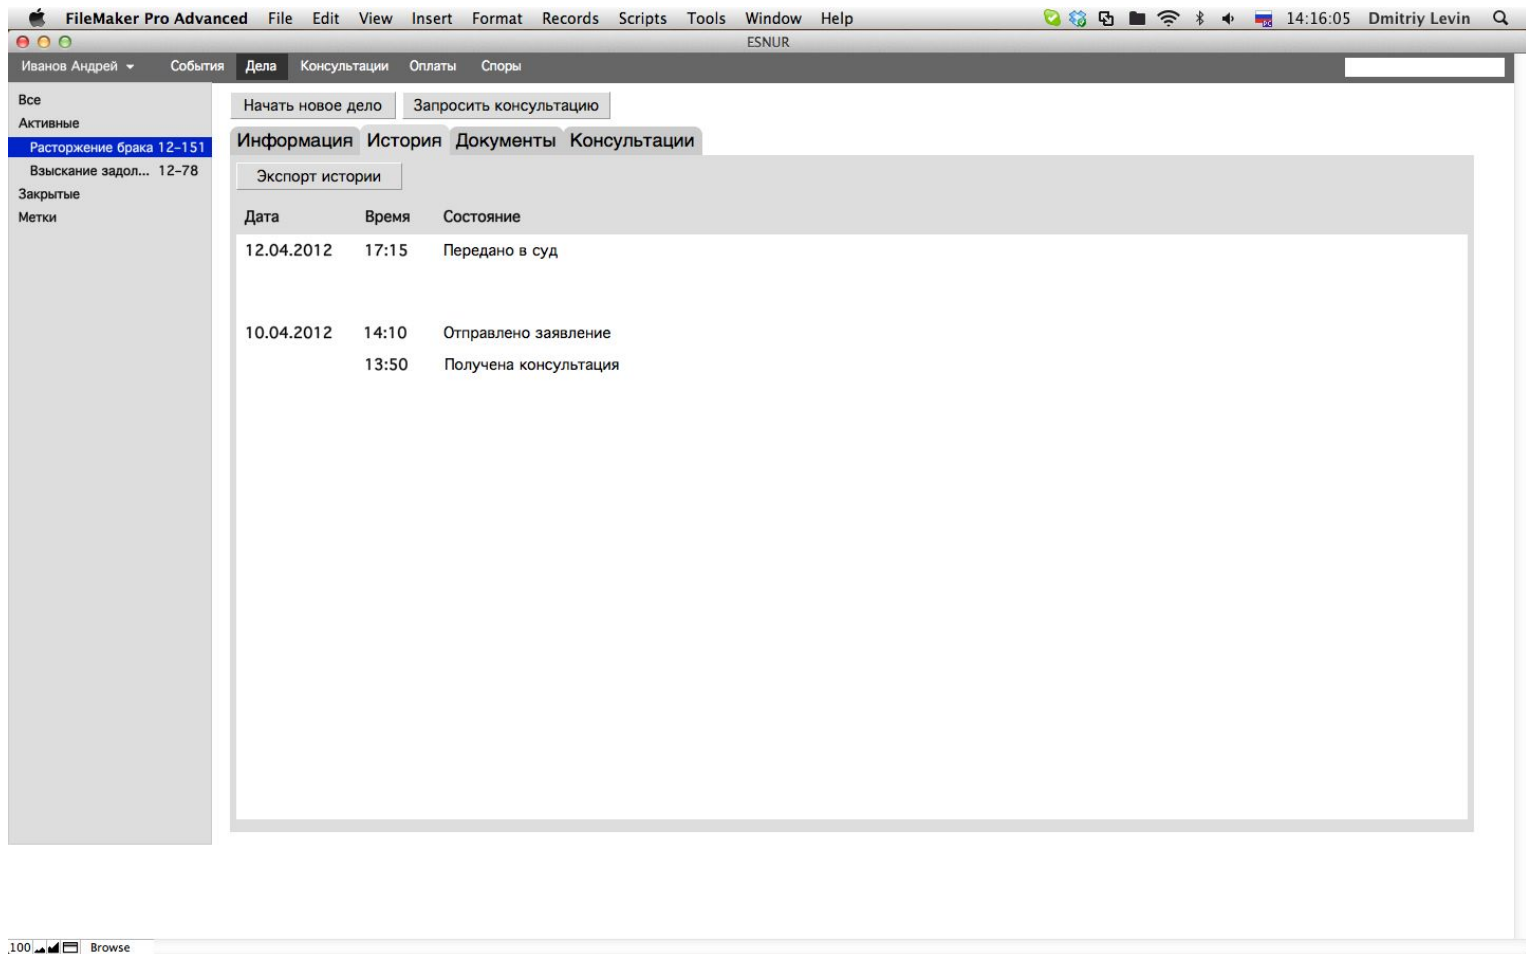 FileMaker Pro Advanced File Edit View Insert Format Records Scripts Tools Window Help 14:16:05 Dmitriy Levin
ESNUR
Иванов Андрей События Дела Консультации Оплаты Споры
Все
Активные
Расторжение брака 12-151
Взыскание задол... 12-78
Закрытые
Метки
Начать новое дело Запросить консультацию
Информация История Документы Консультации
Экспорт истории
Дата Время Состояние
12.04.2012 17:15 Передано в суд
10.04.2012 14:10 Отправлено заявление
13:50 Получена консультация
100 Browse